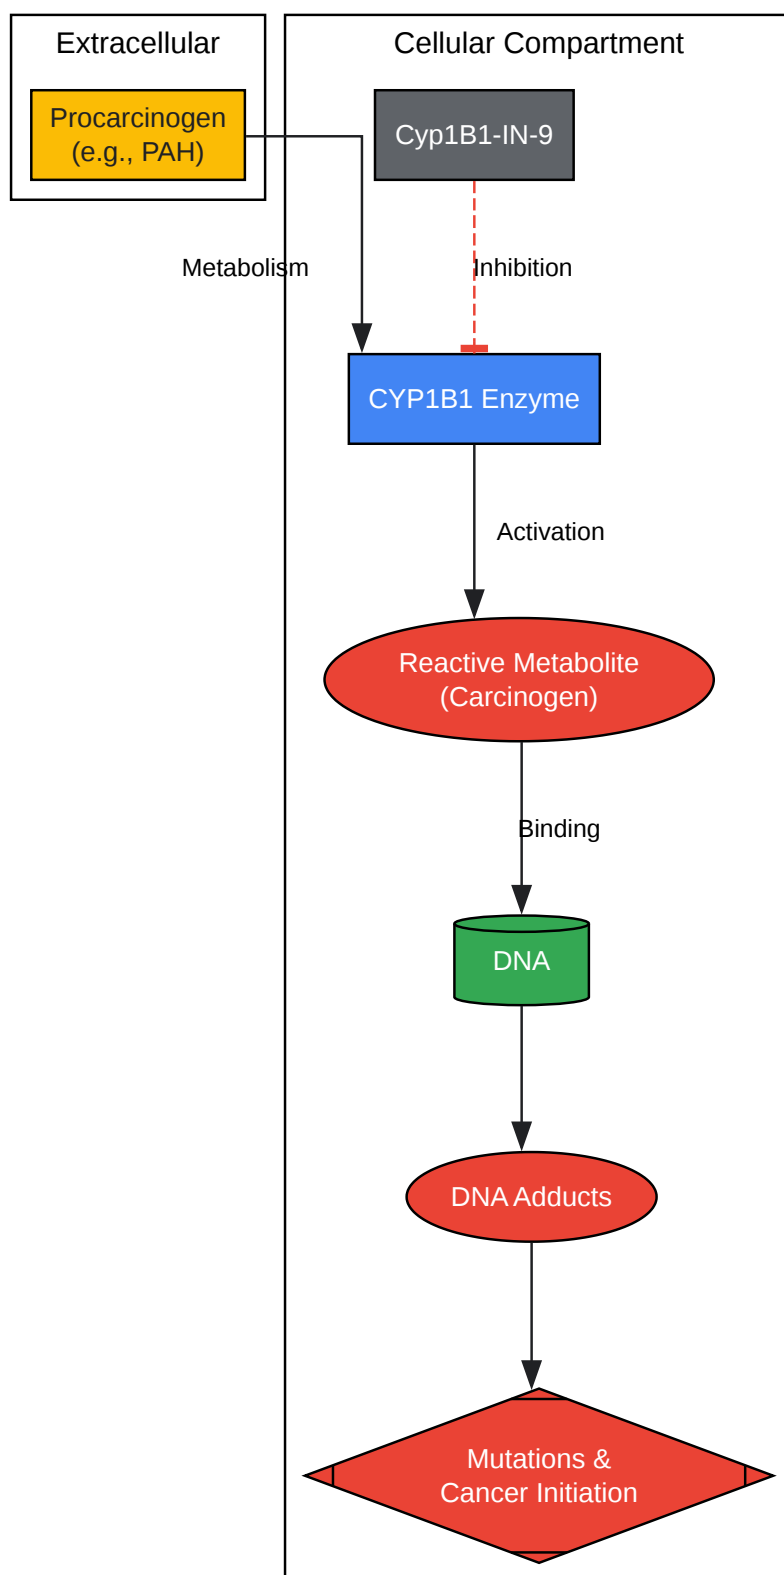 Extracellular
Cellular Compartment
Procarcinogen
(e.g., PAH)
Cyp1B1-IN-9
Metabolism
Inhibition
CYP1B1 Enzyme
Activation
Reactive Metabolite
(Carcinogen)
Binding
DNA
DNA Adducts
Mutations &
Cancer Initiation